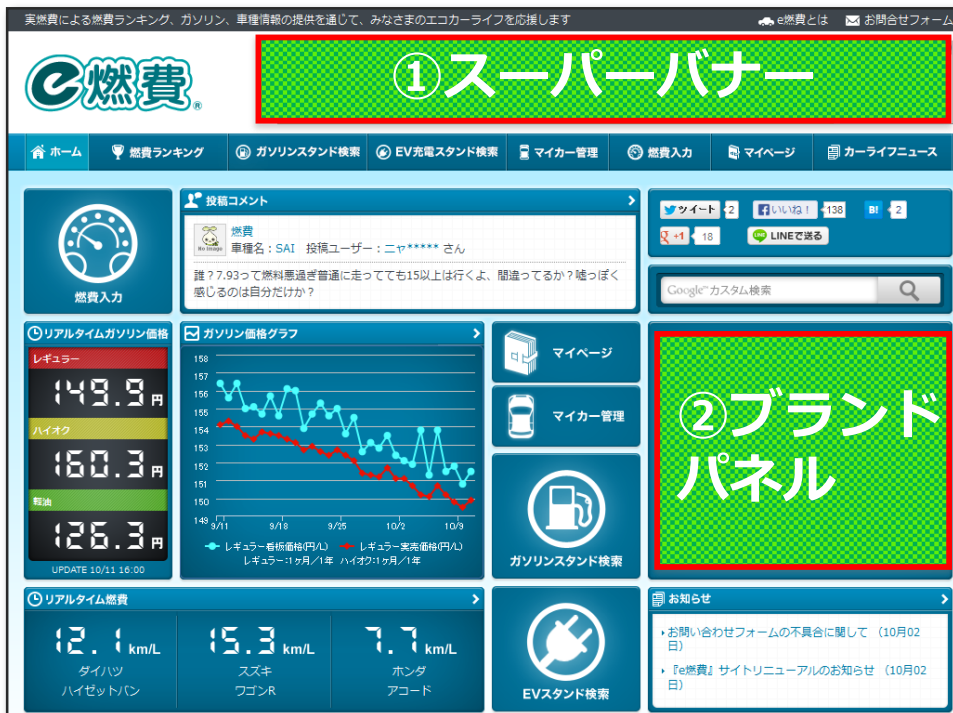 実燃費による燃費ランキング、ガソリン、車種情報の提供を通じて、みなさまのエコカーライフを応援します
e燃費とは
お問合せフォーム
e燃費®
①スーパーバナー
ホーム
燃費ランキング
ガソリンスタンド検索
EV充電スタンド検索
マイカー管理
燃費入力
マイページ
カーライフニュース
燃費入力
投稿コメント
No Image
燃費
車種名:SAI 投稿ユーザー:ニャ***** さん
誰?7.93って燃料悪過ぎ普通に走ってても15以上は行くよ、間違ってるか?嘘っぽく
感じるのは自分だけか?
ツイート 2
いいね! 138
B! 2
+1 18
LINEで送る
Google™ カスタム検索
リアルタイムガソリン価格
レギュラー
149.9円
ハイオク
160.3円
軽油
126.3円
UPDATE 10/11 16:00
ガソリン価格グラフ
158
157
156
155
154
153
152
151
150
149
9/11 9/18 9/25 10/2 10/9
レギュラー看板価格(円/L) レギュラー実売価格(円/L)
レギュラー:1ヶ月/1年 ハイオク:1ヶ月/1年
マイページ
マイカー管理
ガソリンスタンド検索
②ブランド
パネル
リアルタイム燃費
12.1km/L
ダイハツ
ハイゼットバン
15.3km/L
スズキ
ワゴンR
7.7km/L
ホンダ
アコード
EVスタンド検索
お知らせ
お問い合わせフォームの不具合に関して (10月02
日)
『e燃費』サイトリニューアルのお知らせ (10月02
日)